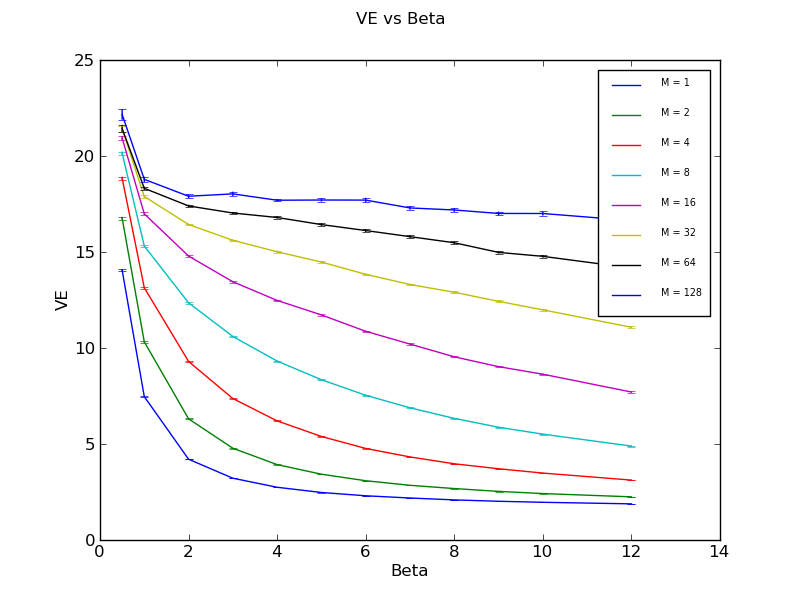 VE vs Beta
25
20
15
10
5
0
VE
0 2 4 6 8 10 12 14
Beta
M = 1
M = 2
M = 4
M = 8
M = 16
M = 32
M = 64
M = 128